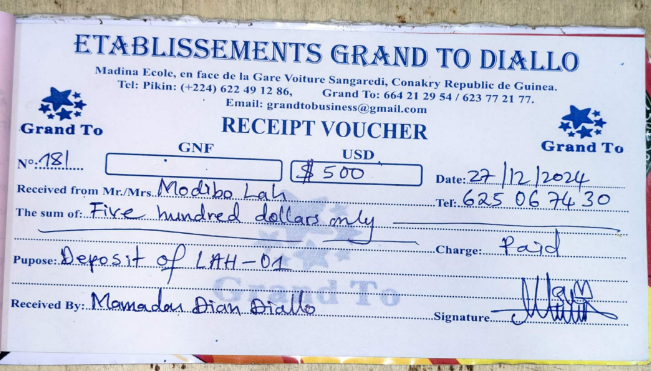 ETABLISSEMENTS GRAND TO DIALLO
Madina Ecole, en face de la Gare Voiture Sangaredi, Conakry Republic de Guinea.
Tel: Pikin: (+224) 622 49 12 86, Grand To: 664 21 29 54 / 623 77 21 77.
Email: grandtobusiness@gmail.com
Grand To
RECEIPT VOUCHER
Grand To
GNF USD
Nº: 181 $ 500 Date: 27/12/2024
Received from Mr./Mrs. Modibo Lah Tel: 625 06 74 30
The sum of: Five hundred dollars only
Charge: Paid
Pupose: Deposit of LAH-01
Grand To
Received By: Mamadou Dian Diallo
Signature